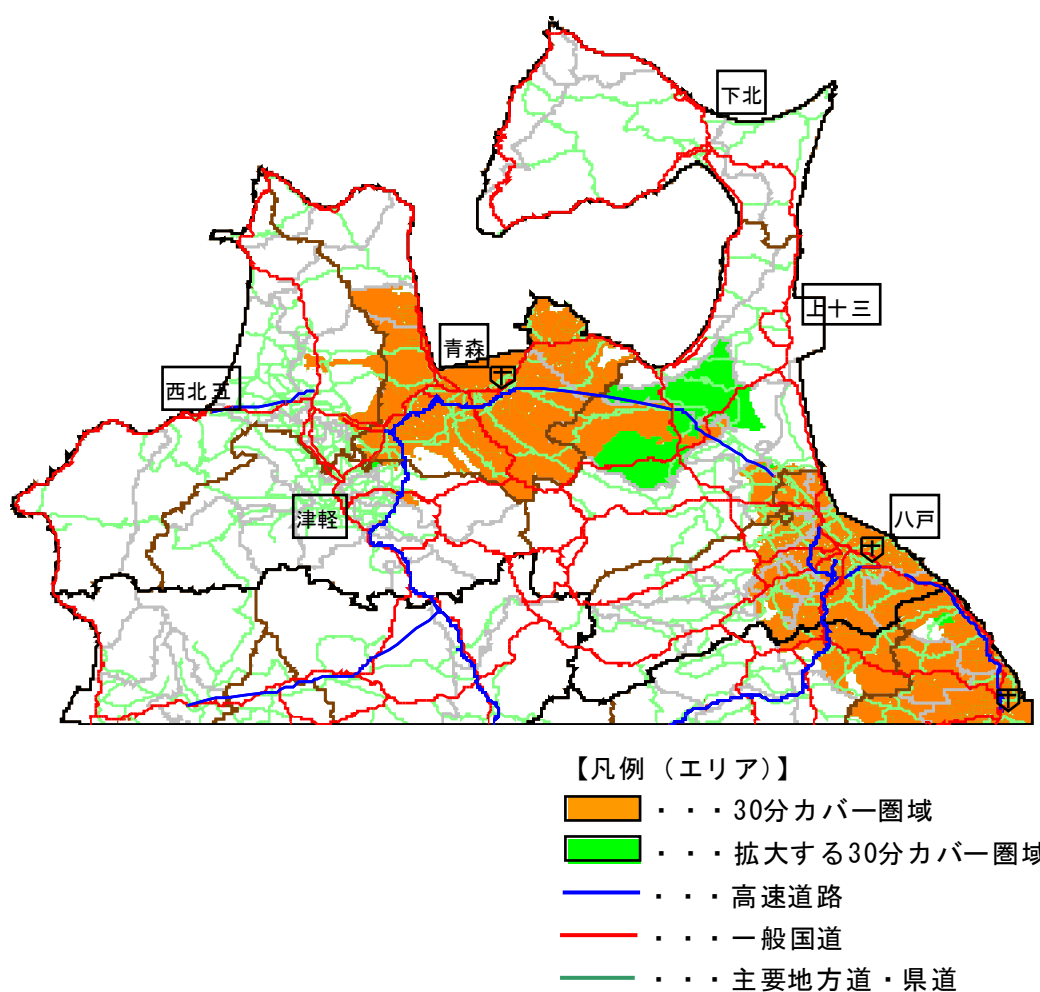 下北
上十三
青森
西北五
津軽
八戸
【凡例（エリア）】
・・・30分カバー圏域
・・・拡大する30分カバー圏域
・・・高速道路
・・・一般国道
・・・主要地方道・県道